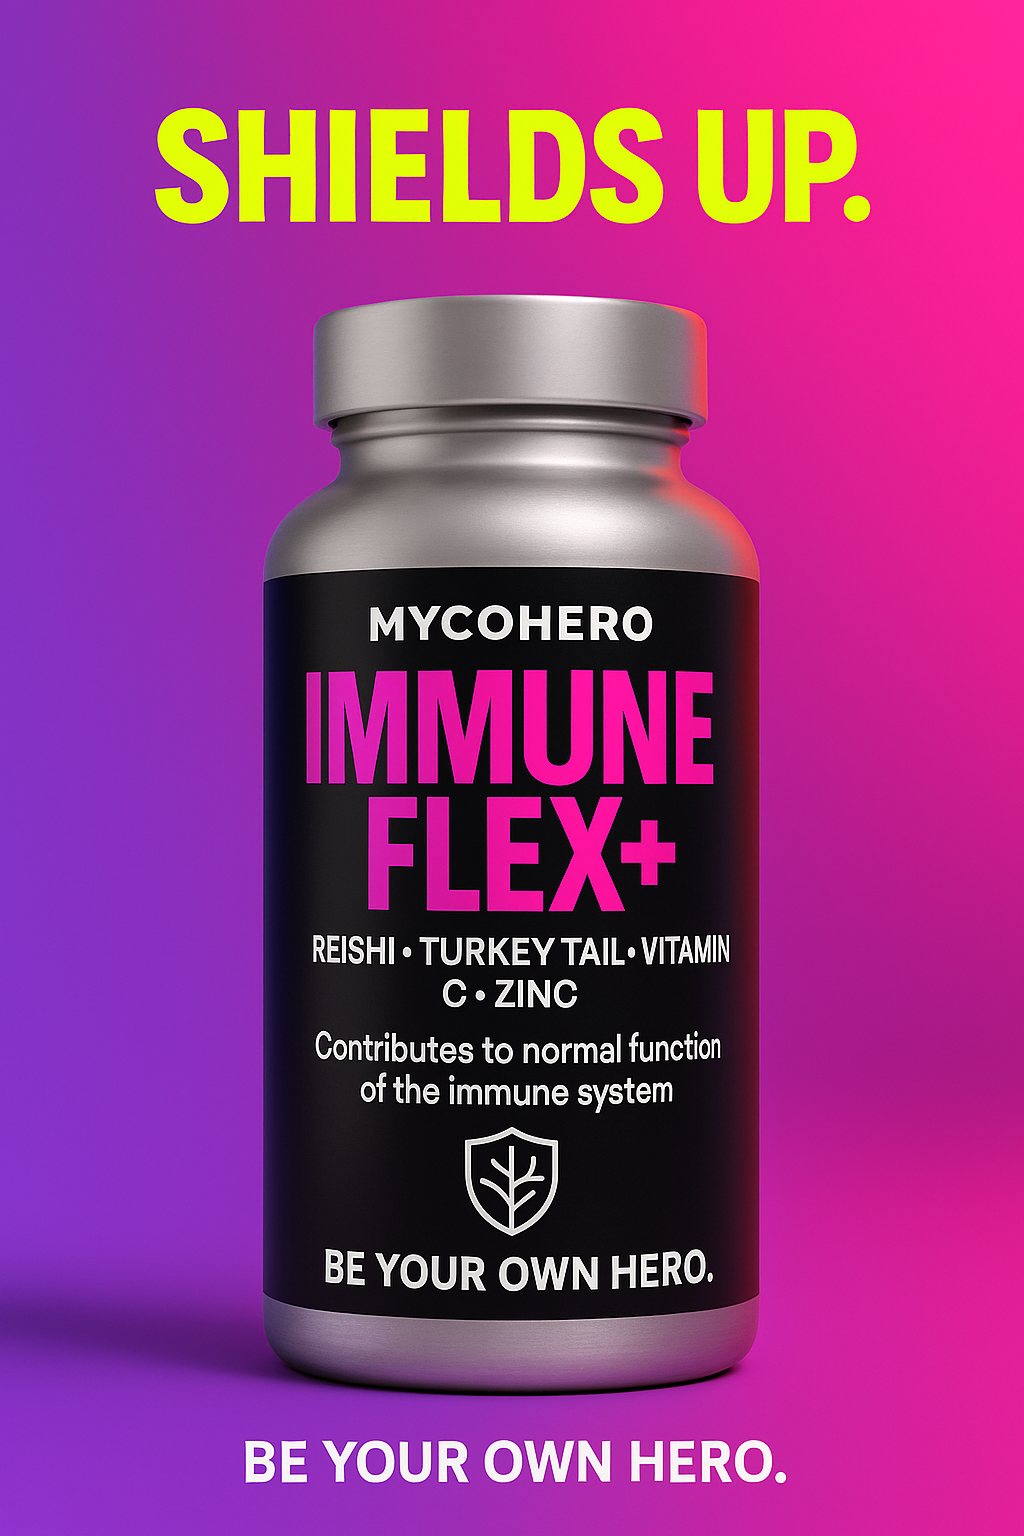 SHIELDS UP.
MYCOHERO
IMMUNE
FLEX+
REISHI • TURKEY TAIL • VITAMIN
C • ZINC
Contributes to normal function
of the immune system
BE YOUR OWN HERO.
BE YOUR OWN HERO.